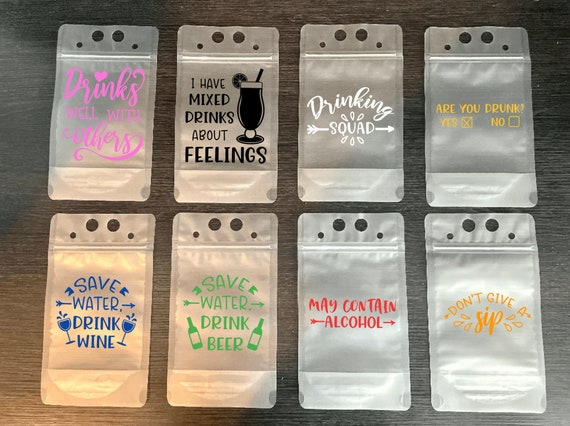 Drinks
WELL WITH
Others
I HAVE
MIXED
DRINKS
ABOUT
FEELINGS
Drinking
SQUAD
ARE YOU DRUNK?
YES NO
SAVE
WATER,
DRINK
WINE
SAVE
WATER,
DRINK
BEER
MAY CONTAIN
ALCOHOL
DON'T GIVE A
sip